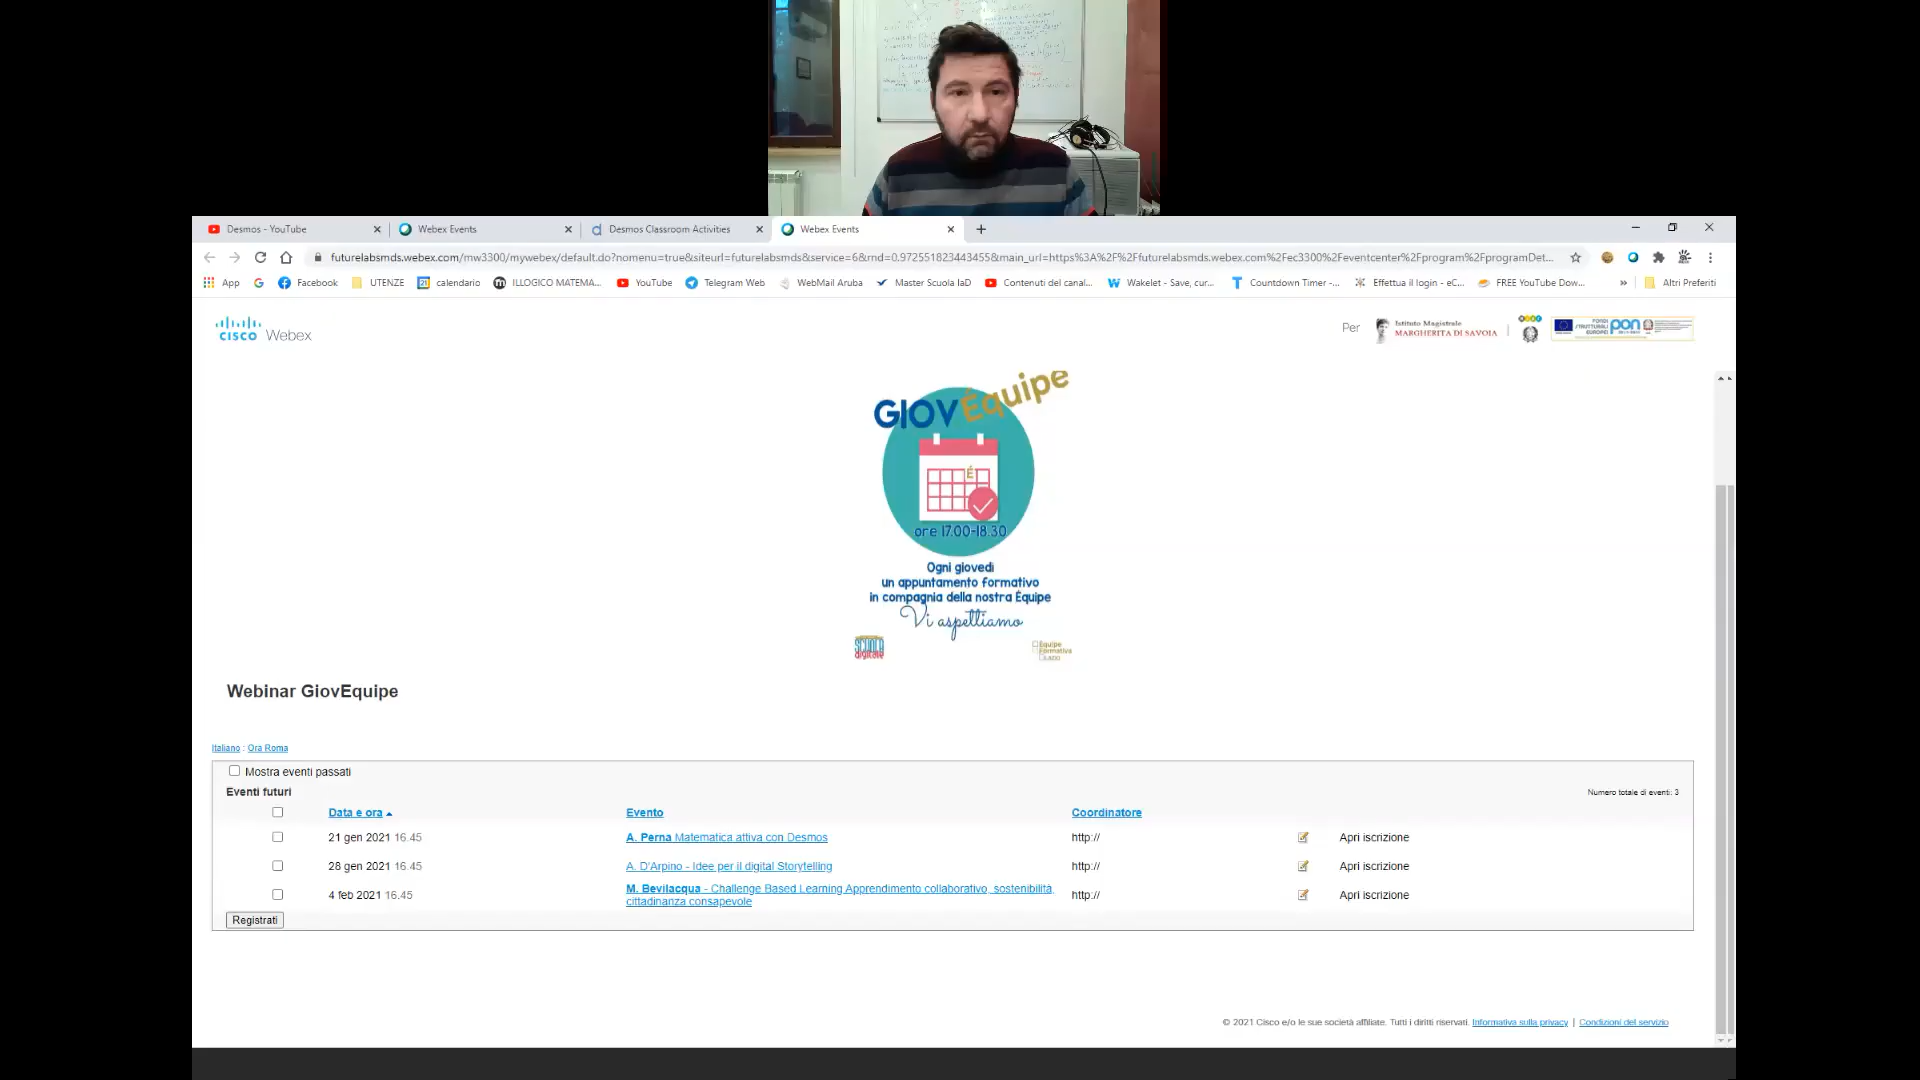 Desmos - YouTube
Webex Events
Desmos Classroom Activities
Webex Events
futurelabsmds.webex.com/mw3300/mywebex/default.do?nomenu=true&siteurl=futurelabsmds&service=6&rnd=0.972551823443455&main_url=https%3A%2F%2Ffuturelabsmds.webex.com%2Fec3300%2Feventcenter%2Fprogram%2FprogramDet...
App
Facebook
UTENZE
calendario
ILLOGICO MATEMA...
YouTube
Telegram Web
WebMail Aruba
Master Scuola IaD
Contenuti del canal...
Wakelet - Save, cur...
Countdown Timer -...
Effettua il login - eC...
FREE YouTube Dow...
»
Altri Preferiti
CISCO Webex
Per
Istituto Magistrale
MARGHERITA DI SAVOIA
FONDI
STRUTTURALI
EUROPEI
pon
GIOVÉquipe
É
ore 17.00-18.30
Ogni giovedì
un appuntamento formativo
in compagnia della nostra Équipe
Vi aspettiamo
SCUOLA
digitale
Équipe
Formativa
Lazio
Webinar GiovEquipe
Italiano : Ora Roma
Mostra eventi passati
Eventi futuri
Numero totale di eventi: 3
Data e ora Evento Coordinatore
21 gen 2021 16.45 A. Perna Matematica attiva con Desmos http:// Apri iscrizione
28 gen 2021 16.45 A. D'Arpino - Idee per il digital Storytelling http:// Apri iscrizione
4 feb 2021 16.45 M. Bevilacqua - Challenge Based Learning Apprendimento collaborativo, sostenibilità, http:// Apri iscrizione
cittadinanza consapevole
Registrati
© 2021 Cisco e/o le sue società affiliate. Tutti i diritti riservati. Informativa sulla privacy | Condizioni del servizio